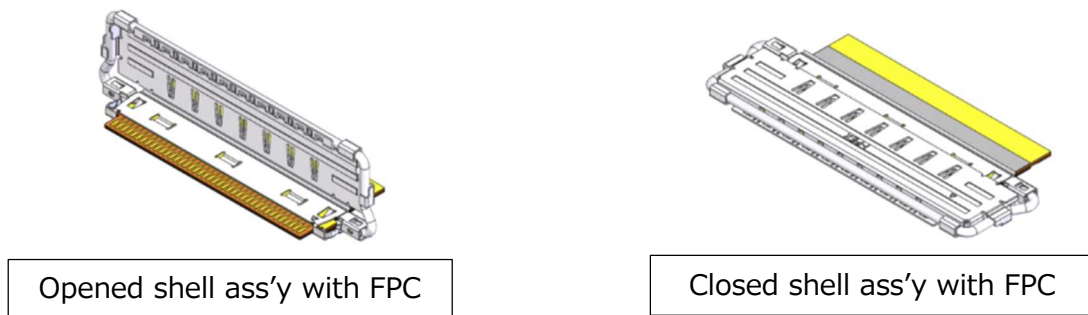 Opened shell ass’y with FPC
Closed shell ass’y with FPC